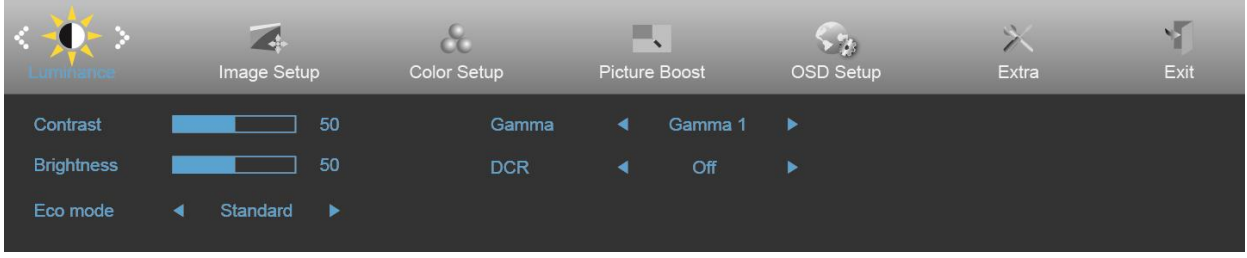 Luminance Image Setup Color Setup Picture Boost OSD Setup Extra Exit
Contrast 50 Gamma Gamma 1
Brightness 50 DCR Off
Eco mode Standard